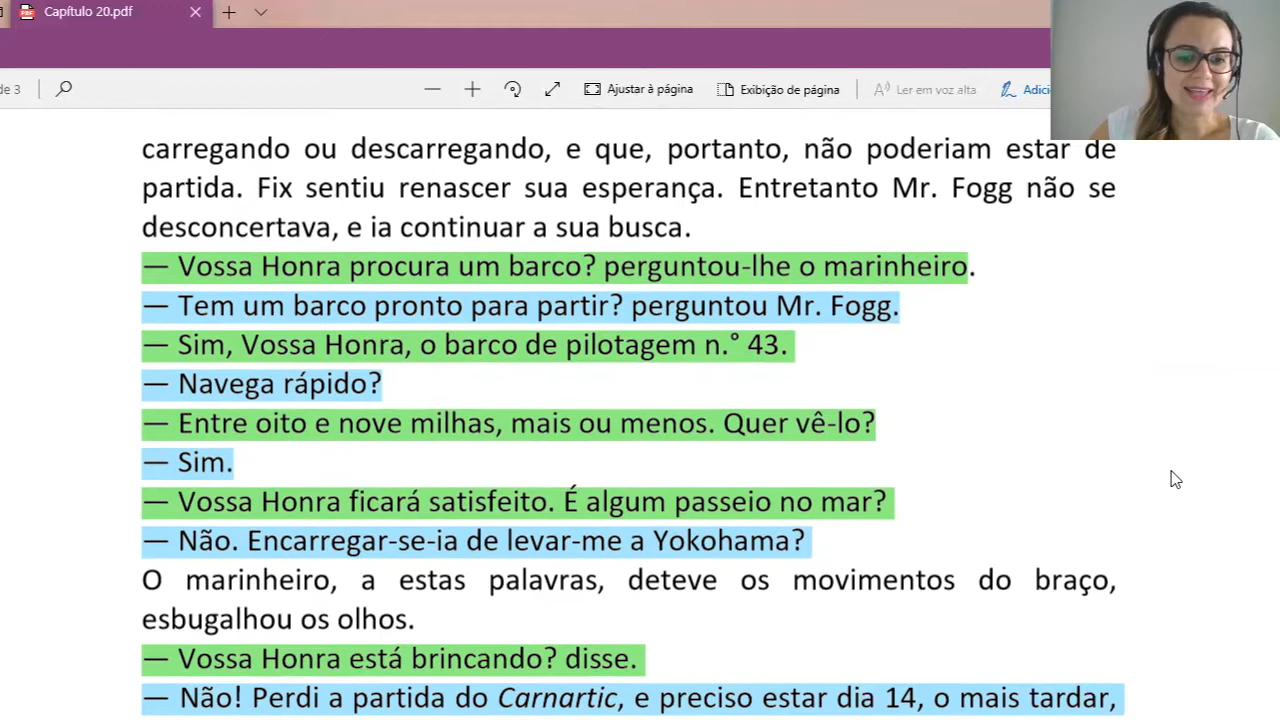 Capítulo 20.pdf
de 3
Ajustar à página
Exibição de página
Ler em voz alta
Adici
carregando ou descarregando, e que, portanto, não poderiam estar de
partida. Fix sentiu renascer sua esperança. Entretanto Mr. Fogg não se
desconcertava, e ia continuar a sua busca.
— Vossa Honra procura um barco? perguntou-lhe o marinheiro.
— Tem um barco pronto para partir? perguntou Mr. Fogg.
— Sim, Vossa Honra, o barco de pilotagem n.° 43.
— Navega rápido?
— Entre oito e nove milhas, mais ou menos. Quer vê-lo?
— Sim.
— Vossa Honra ficará satisfeito. É algum passeio no mar?
— Não. Encarregar-se-ia de levar-me a Yokohama?
O marinheiro, a estas palavras, deteve os movimentos do braço,
esbugalhou os olhos.
— Vossa Honra está brincando? disse.
— Não! Perdi a partida do Carnartic, e preciso estar dia 14, o mais tardar,